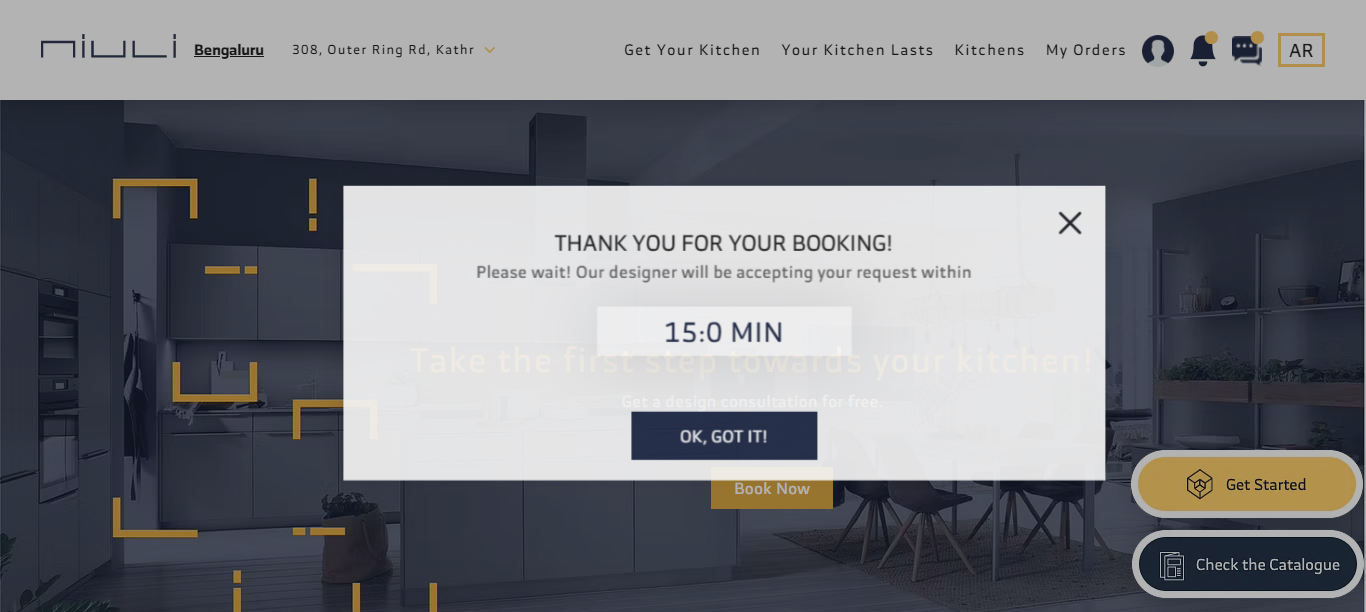 niuli
Bengaluru
308, Outer Ring Rd, Kathr
Get Your Kitchen
Your Kitchen Lasts
Kitchens
My Orders
AR
THANK YOU FOR YOUR BOOKING!
Please wait! Our designer will be accepting your request within
15:0 MIN
Take the first step towards your kitchen!
Get a design consultation for free.
OK, GOT IT!
Book Now
Get Started
Check the Catalogue